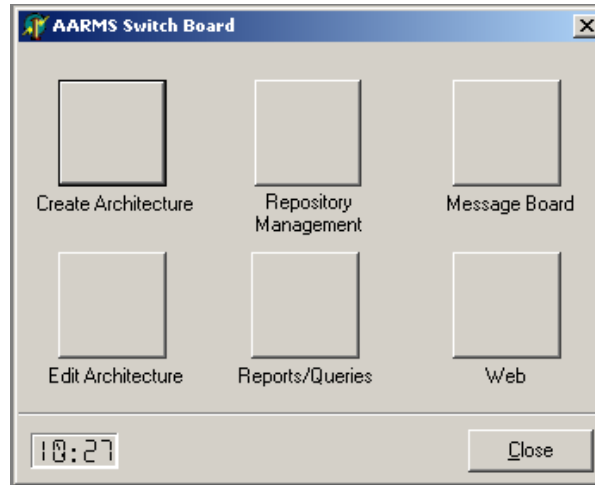 AARMS Switch Board
Create Architecture
Repository
Management
Message Board
Edit Architecture
Reports/Queries
Web
10:27
Close